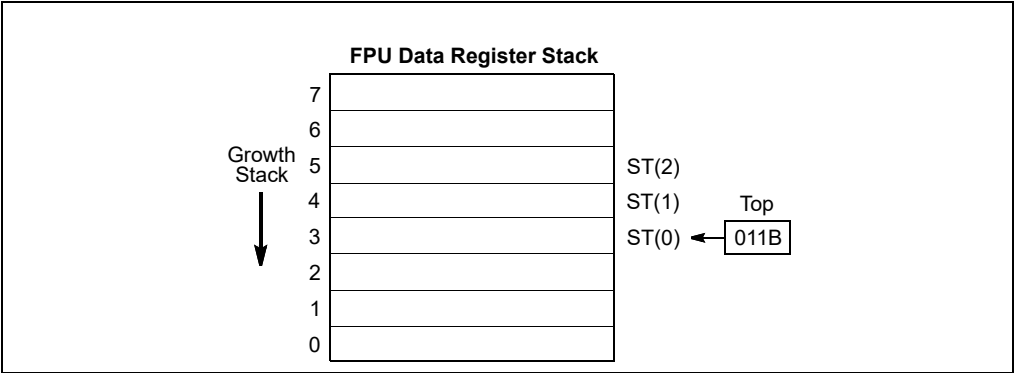 FPU Data Register Stack
7
6
Growth
Stack
5 ST(2)
4 ST(1) Top
3 ST(0) 011B
2
1
0